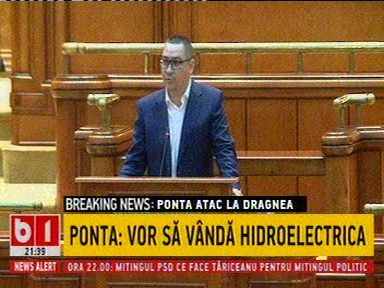 BREAKING NEWS: PONTA ATAC LA DRAGNEA
B1
PONTA: VOR SĂ VÂNDĂ HIDROELECTRICA
21:39
NEWS ALERT ORA 22.00: MITINGUL PSD CE FACE TĂRICEANU PENTRU MITINGUL POLITIC